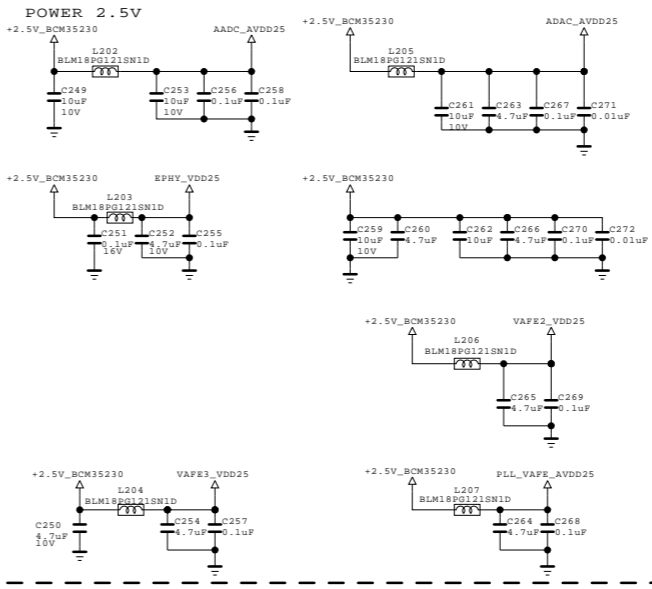 POWER 2.5V
+2.5V_BCM35230
AADC_AVDD25
L202
BLM18PG121SN1D
C249
10uF
10V
C253
10uF
10V
C256
0.1uF
C258
0.1uF
+2.5V_BCM35230
ADAC_AVDD25
L205
BLM18PG121SN1D
C261
10uF
10V
C263
4.7uF
C267
0.1uF
C271
0.01uF
+2.5V_BCM35230
EPHY_VDD25
L203
BLM18PG121SN1D
C251
0.1uF
16V
C252
4.7uF
10V
C255
0.1uF
+2.5V_BCM35230
C259
10uF
10V
C260
4.7uF
C262
10uF
C266
4.7uF
C270
0.1uF
C272
0.01uF
+2.5V_BCM35230
VAFE2_VDD25
L206
BLM18PG121SN1D
C265
4.7uF
C269
0.1uF
+2.5V_BCM35230
VAFE3_VDD25
L204
BLM18PG121SN1D
C250
4.7uF
10V
C254
4.7uF
C257
0.1uF
+2.5V_BCM35230
PLL_VAFE_AVDD25
L207
BLM18PG121SN1D
C264
4.7uF
C268
0.1uF